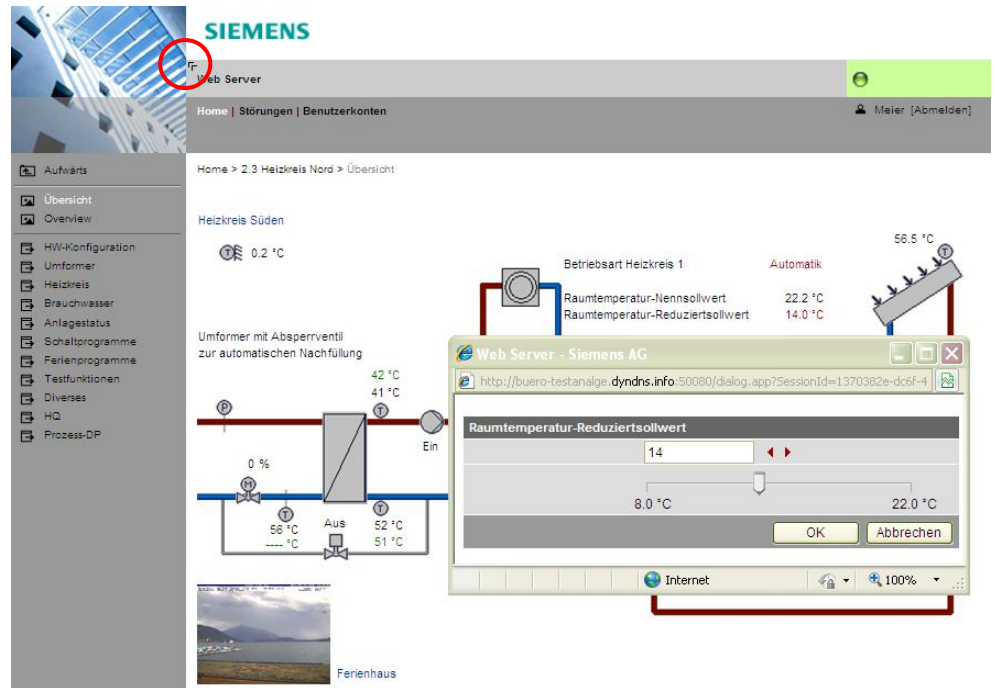 SIEMENS
Web Server
Home | Störungen | Benutzerkonten
Meier [Abmelden]
Aufwärts
Home > 2.3 Heizkreis Nord > Übersicht
Übersicht
Overview
HW-Konfiguration
Umformer
Heizkreis
Brauchwasser
Anlagestatus
Schaltprogramme
Ferienprogramme
Testfunktionen
Diverses
HQ
Prozess-DP
Heizkreis Süden
T
0.2 °C
56.5 °C
T
Betriebsart Heizkreis 1 Automatik
Raumtemperatur-Nennsollwert 22.2 °C
Raumtemperatur-Reduziertsollwert 14.0 °C
Umformer mit Absperrventil
zur automatischen Nachfüllung
42 °C
41 °C
P
T
Ein
0 %
M
T
T
56 °C
---- °C
Aus
52 °C
51 °C
Ferienhaus
Web Server - Siemens AG
http://buero-testanalge.dyndns.info:50080/dialog.app?SessionId=1370382e-dc6f-4
Raumtemperatur-Reduziertsollwert
14
8.0 °C 22.0 °C
OK Abbrechen
Internet 100%